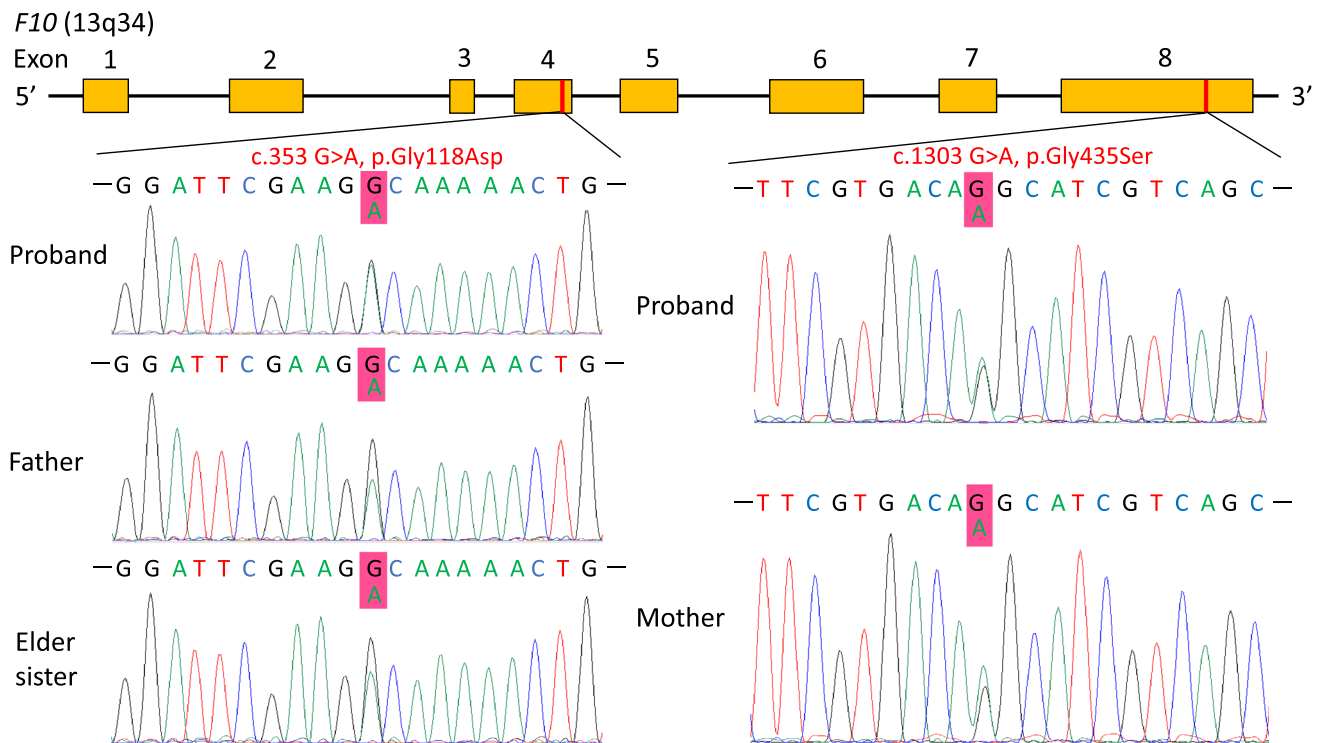 F10 (13q34)
Exon 1 2 3 4 5 6 7 8
5’ 3’
c.353 G>A, p.Gly118Asp
G G A T T C G A A G G C A A A A A C T G
A
Proband
G G A T T C G A A G G C A A A A A C T G
A
Father
G G A T T C G A A G G C A A A A A C T G
A
Elder
sister
c.1303 G>A, p.Gly435Ser
T T C G T G A C A G G C A T C G T C A G C
A
Proband
T T C G T G A C A G G C A T C G T C A G C
A
Mother